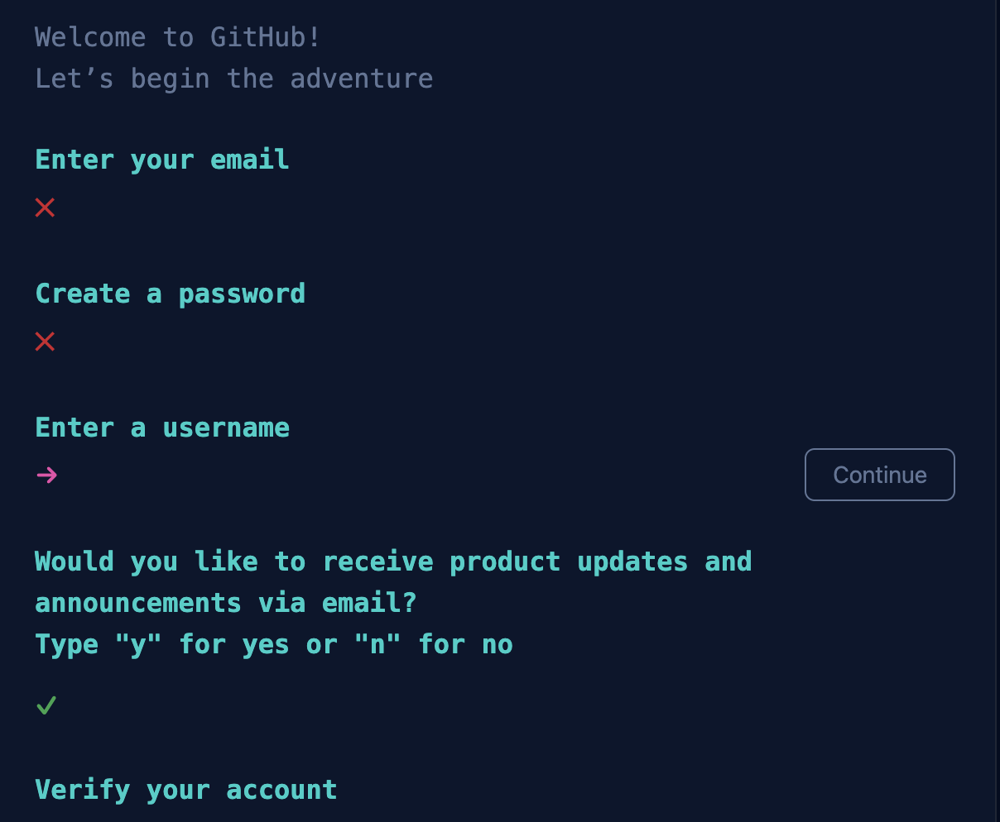 Welcome to GitHub!
Let’s begin the adventure
Enter your email
Create a password
Enter a username
Continue
Would you like to receive product updates and
announcements via email?
Type "y" for yes or "n" for no
Verify your account